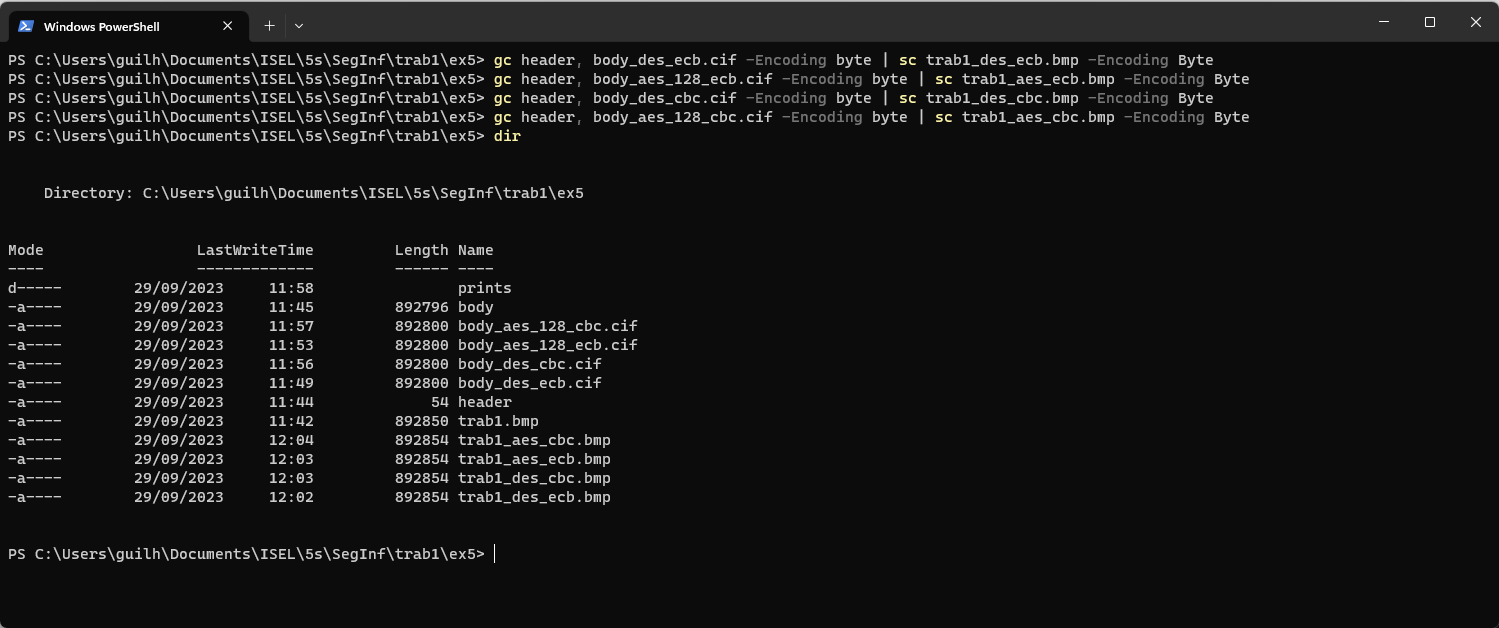 Windows PowerShell
PS C:\Users\guilh\Documents\ISEL\5s\SegInf\trab1\ex5> gc header, body_des_ecb.cif -Encoding byte | sc trab1_des_ecb.bmp -Encoding Byte
PS C:\Users\guilh\Documents\ISEL\5s\SegInf\trab1\ex5> gc header, body_aes_128_ecb.cif -Encoding byte | sc trab1_aes_ecb.bmp -Encoding Byte
PS C:\Users\guilh\Documents\ISEL\5s\SegInf\trab1\ex5> gc header, body_des_cbc.cif -Encoding byte | sc trab1_des_cbc.bmp -Encoding Byte
PS C:\Users\guilh\Documents\ISEL\5s\SegInf\trab1\ex5> gc header, body_aes_128_cbc.cif -Encoding byte | sc trab1_aes_cbc.bmp -Encoding Byte
PS C:\Users\guilh\Documents\ISEL\5s\SegInf\trab1\ex5> dir
    Directory: C:\Users\guilh\Documents\ISEL\5s\SegInf\trab1\ex5
Mode                 LastWriteTime         Length Name
----                 -------------         ------ ----
d-----        29/09/2023     11:58                prints
-a----        29/09/2023     11:45         892796 body
-a----        29/09/2023     11:57         892800 body_aes_128_cbc.cif
-a----        29/09/2023     11:53         892800 body_aes_128_ecb.cif
-a----        29/09/2023     11:56         892800 body_des_cbc.cif
-a----        29/09/2023     11:49         892800 body_des_ecb.cif
-a----        29/09/2023     11:44             54 header
-a----        29/09/2023     11:42         892850 trab1.bmp
-a----        29/09/2023     12:04         892854 trab1_aes_cbc.bmp
-a----        29/09/2023     12:03         892854 trab1_aes_ecb.bmp
-a----        29/09/2023     12:03         892854 trab1_des_cbc.bmp
-a----        29/09/2023     12:02         892854 trab1_des_ecb.bmp
PS C:\Users\guilh\Documents\ISEL\5s\SegInf\trab1\ex5>